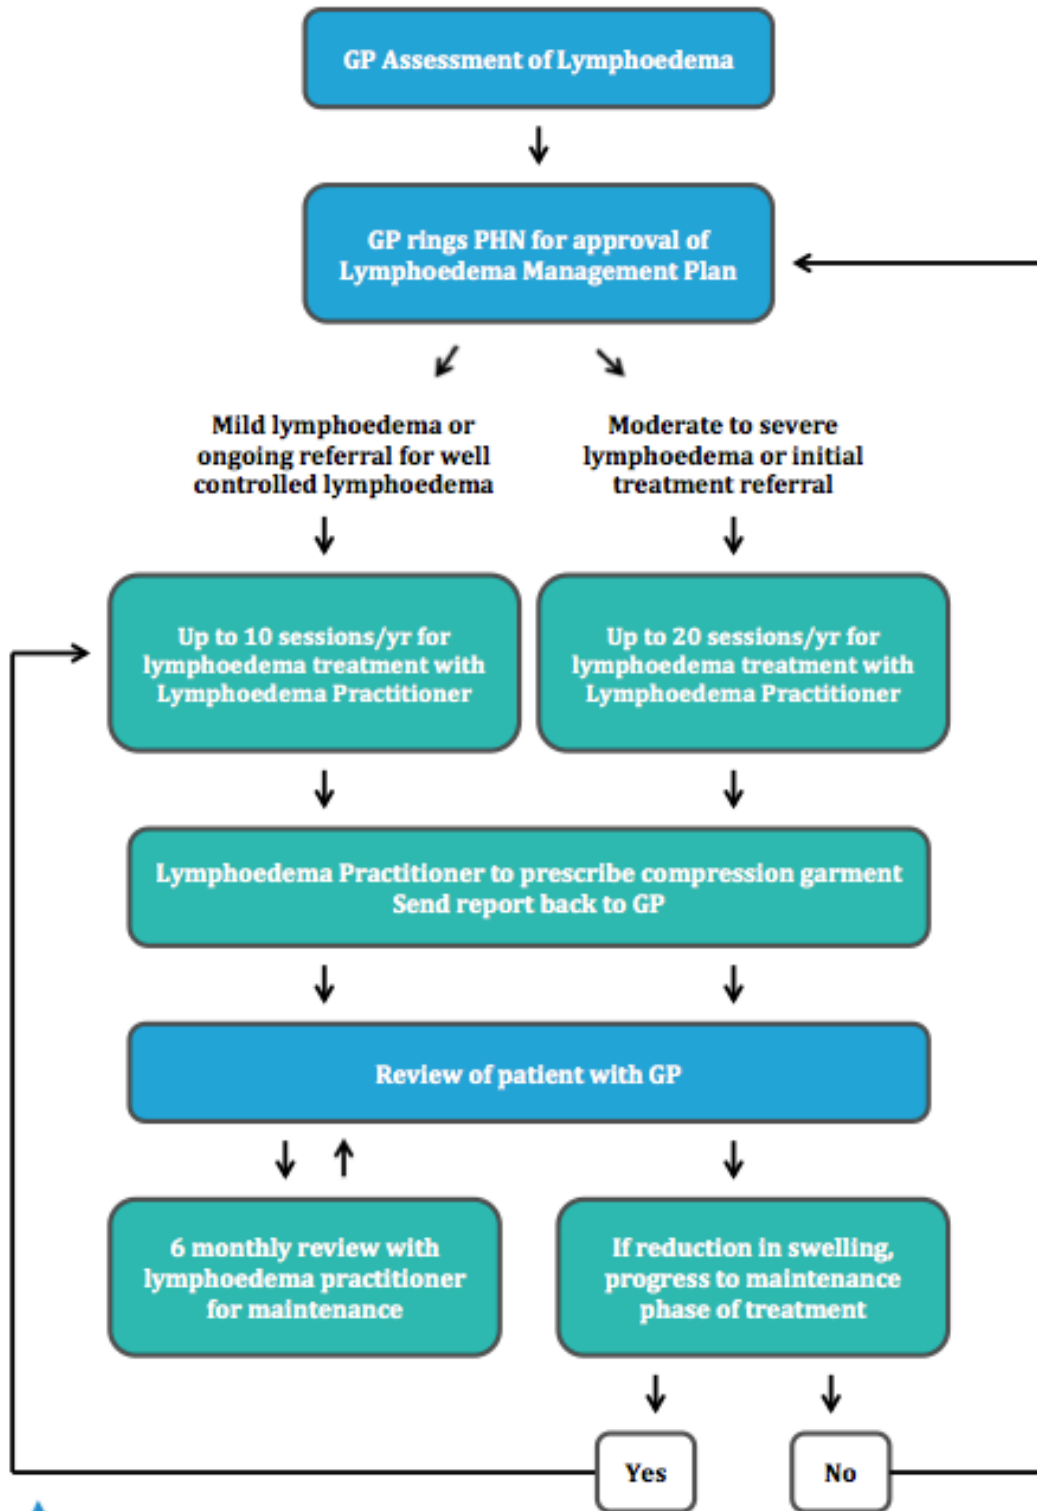 GP Assessment of Lymphoedema
GP rings PHN for approval of
Lymphoedema Management Plan
Mild lymphoedema or
ongoing referral for well
controlled lymphoedema
Moderate to severe
lymphoedema or initial
treatment referral
Up to 10 sessions/yr for
lymphoedema treatment with
Lymphoedema Practitioner
Up to 20 sessions/yr for
lymphoedema treatment with
Lymphoedema Practitioner
Lymphoedema Practitioner to prescribe compression garment
Send report back to GP
Review of patient with GP
6 monthly review with
lymphoedema practitioner
for maintenance
If reduction in swelling,
progress to maintenance
phase of treatment
Yes
No